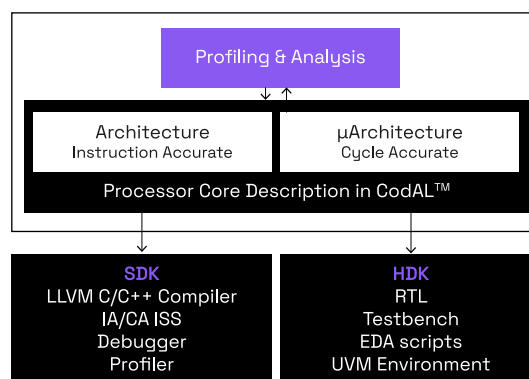 Profiling & Analysis
Architecture
Instruction Accurate
µArchitecture
Cycle Accurate
Processor Core Description in CodAL™
SDK
LLVM C/C++ Compiler
IA/CA ISS
Debugger
Profiler
HDK
RTL
Testbench
EDA scripts
UVM Environment